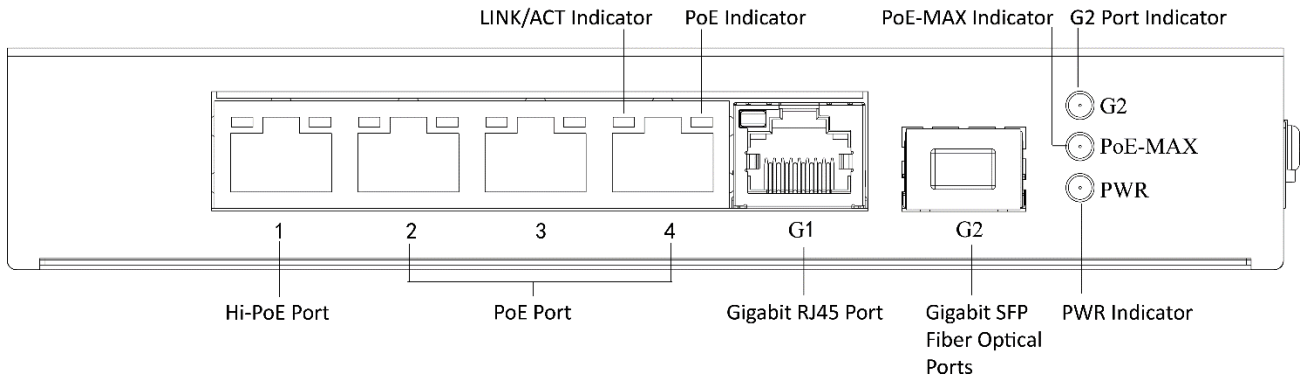 LINK/ACT Indicator PoE Indicator PoE-MAX Indicator G2 Port Indicator
G2
PoE-MAX
PWR
1 2 3 4 G1 G2
Hi-PoE Port PoE Port Gigabit RJ45 Port Gigabit SFP PWR Indicator
Fiber Optical
Ports